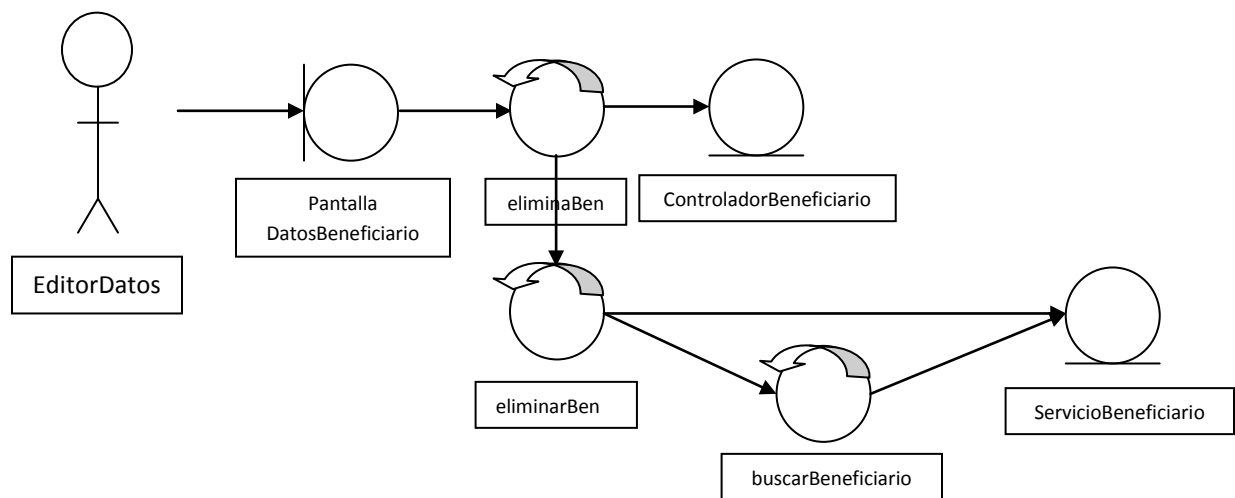 Pantalla
DatosBeneficiario
eliminaBen
ControladorBeneficiario
EditorDatos
eliminarBen
ServicioBeneficiario
buscarBeneficiario